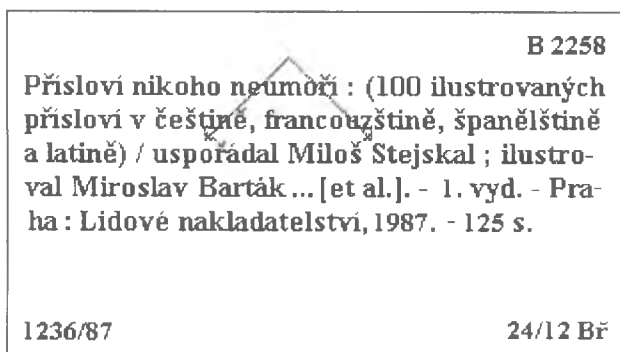 B 2258
Přísloví nikoho neumoří : (100 ilustrovaných
přísloví v češtině, francouzštině, španělštině
a latině) / uspořádal Miloš Stejskal ; ilustro-
val Miroslav Barták... [et al.]. - 1. vyd. - Pra-
ha : Lidové nakladatelství, 1987. - 125 s.
1236/87 24/12 Bř